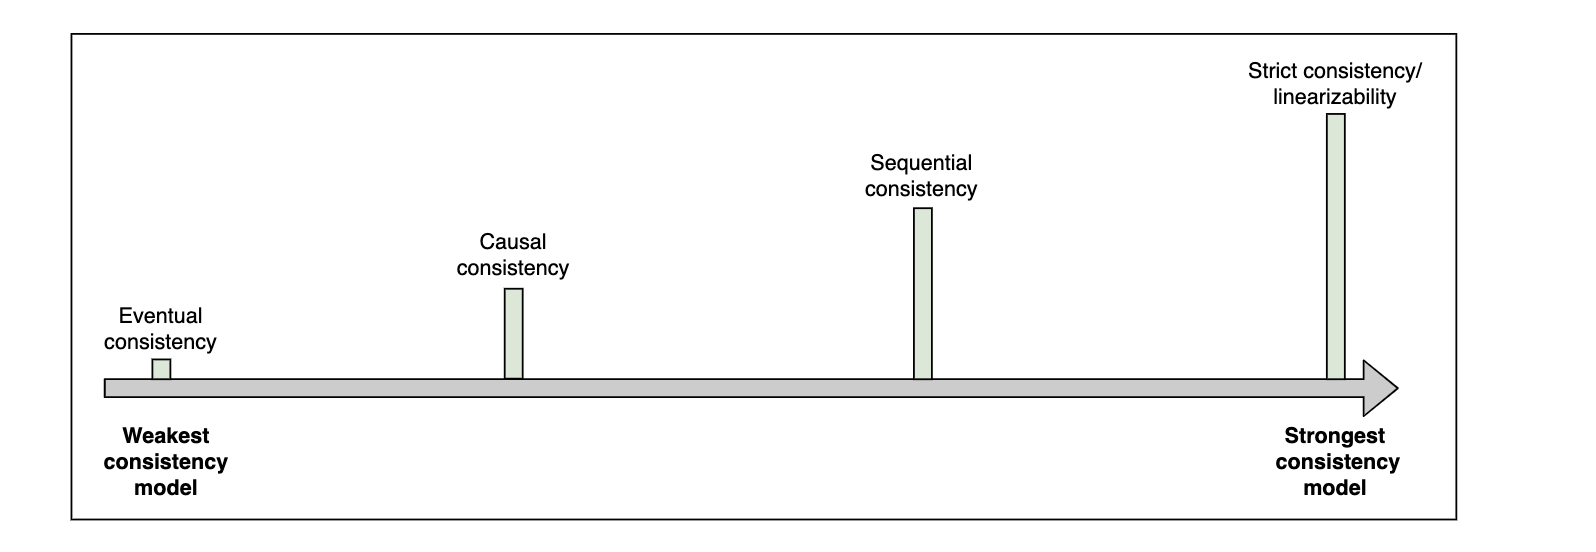 Eventual
consistency
Causal
consistency
Sequential
consistency
Strict consistency/
linearizability
Weakest
consistency
model
Strongest
consistency
model